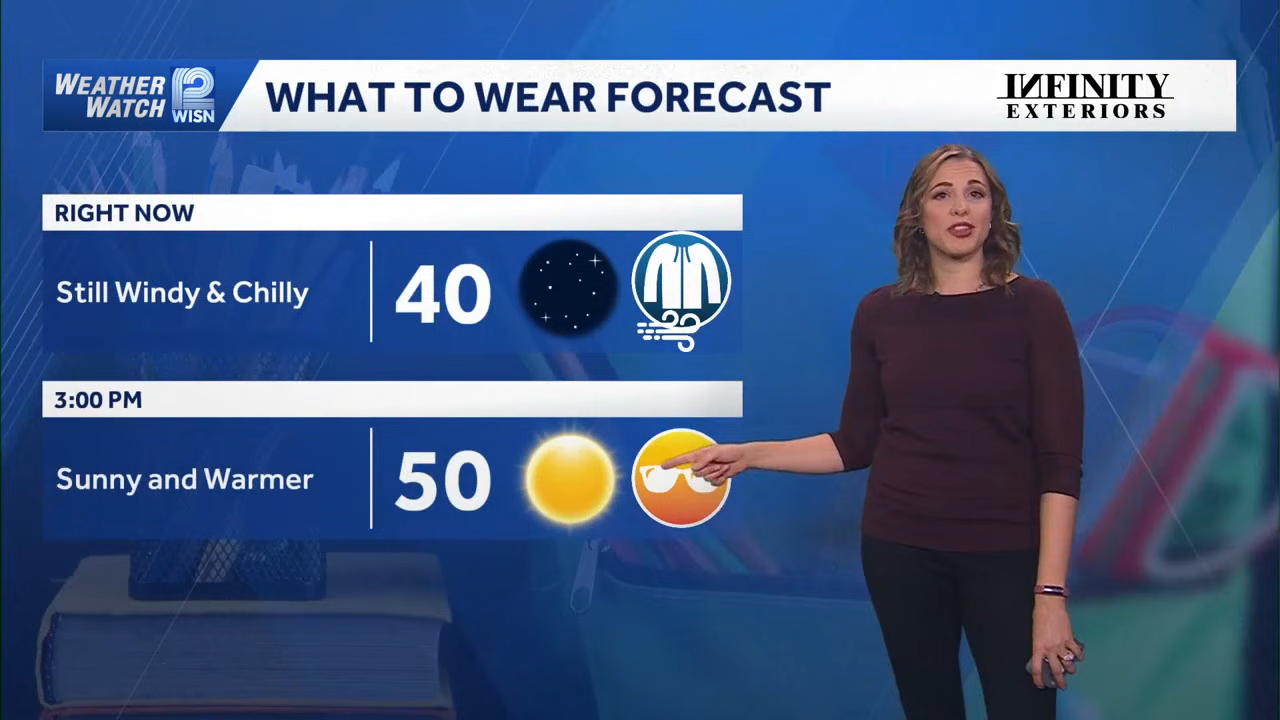 WEATHER
WATCH
12
WISN
WHAT TO WEAR FORECAST
INFINITY
EXTERIORS
RIGHT NOW
Still Windy & Chilly
40
3:00 PM
Sunny and Warmer
50